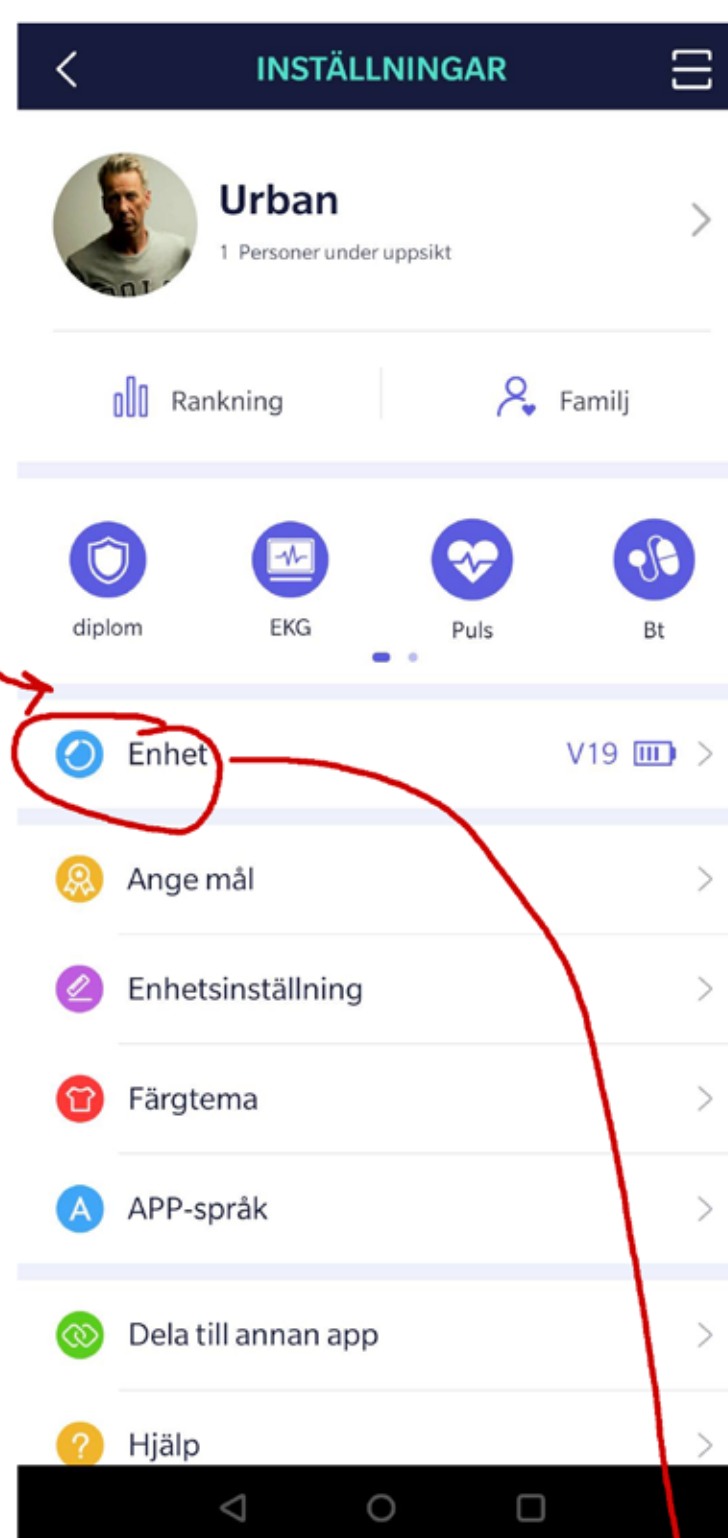 INSTÄLLNINGAR
Urban
1 Personer under uppsikt
Rankning
Familj
diplom
EKG
Puls
Bt
Enhet
V19
Ange mål
Enhetsinställning
Färgtema
A
APP-språk
Dela till annan app
?
Hjälp